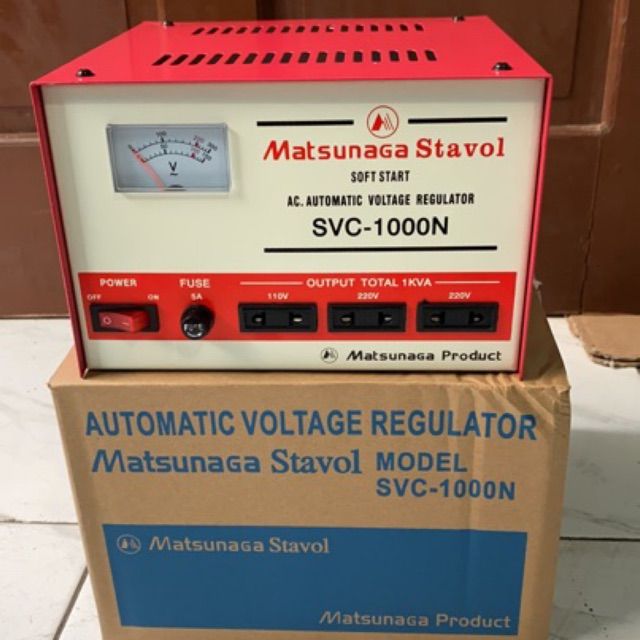 Matsunaga Stavol
SOFT START
AC. AUTOMATIC VOLTAGE REGULATOR
SVC-1000N
V
POWER
FUSE
OUTPUT TOTAL 1KVA
OFF
ON
5A
110V
220V
220V
FUSE
Matsunaga Product
AUTOMATIC VOLTAGE REGULATOR
Matsunaga Stavol MODEL
SVC-1000N
Matsunaga Stavol
Matsunaga Product